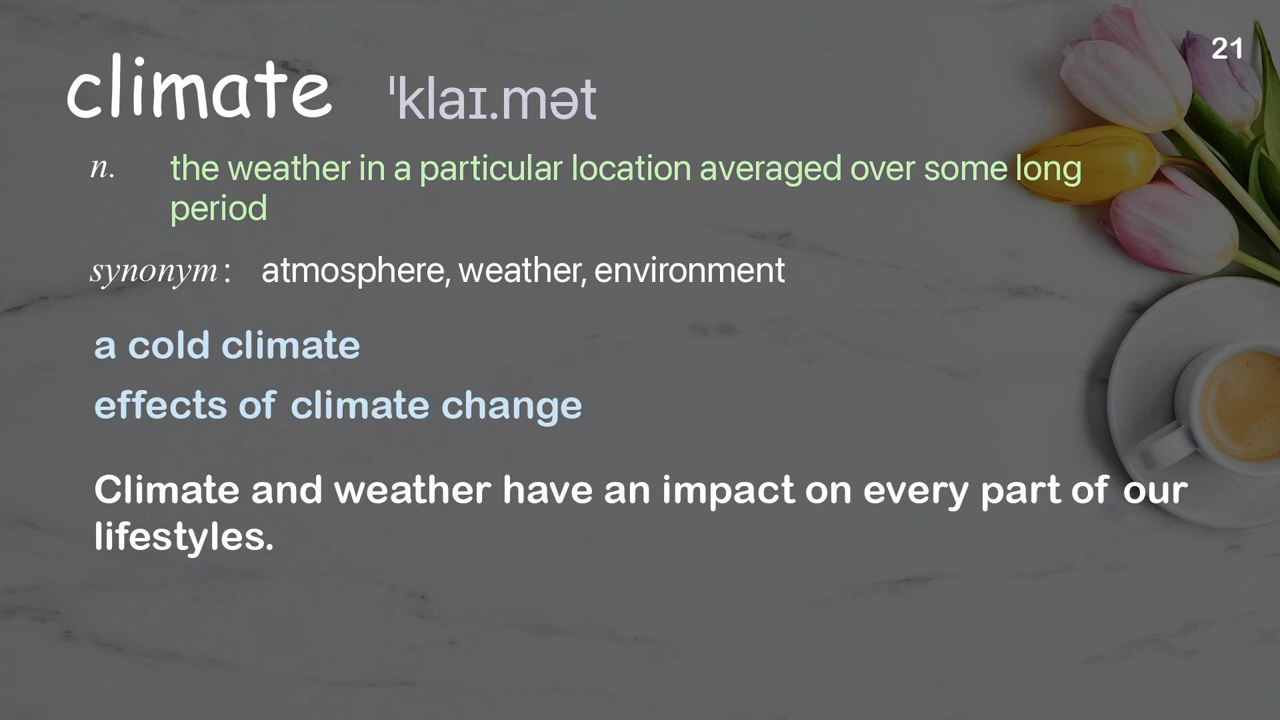 21
climate ˈklaɪ.mət
n. the weather in a particular location averaged over some long
period
synonym: atmosphere, weather, environment
a cold climate
effects of climate change
Climate and weather have an impact on every part of our
lifestyles.